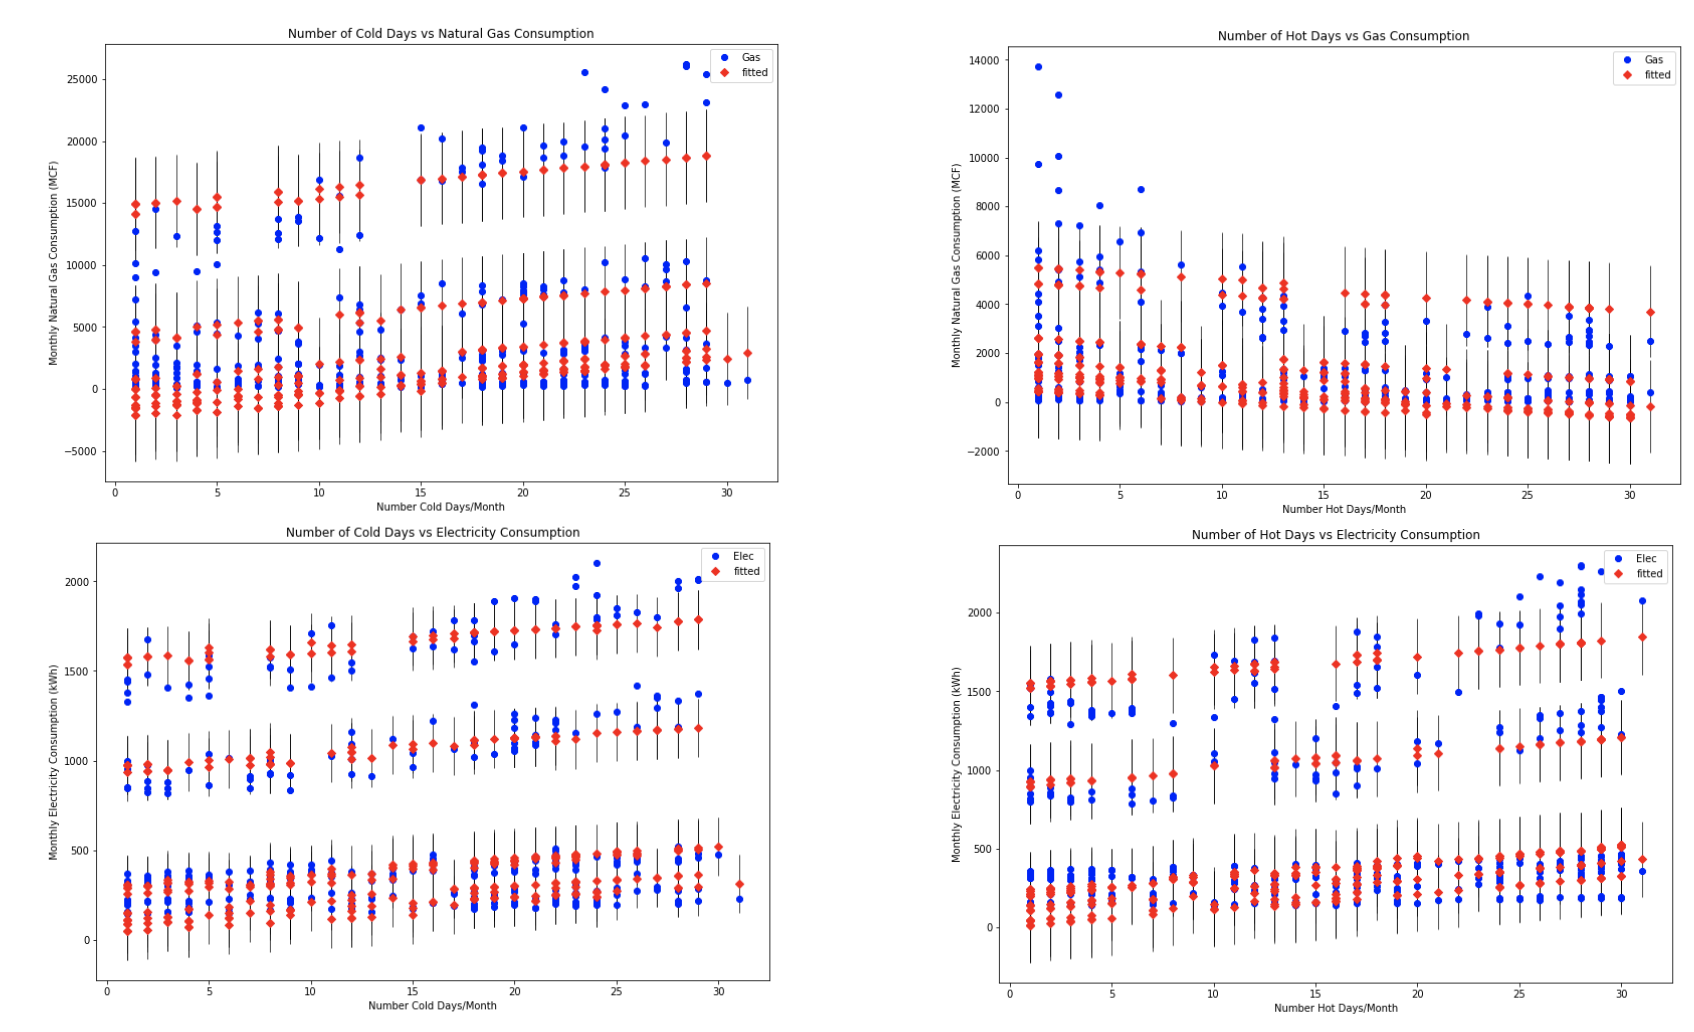 Number of Cold Days vs Natural Gas Consumption
Gas
fitted
25000
20000
15000
10000
5000
0
−5000
Monthly Natural Gas Consumption (MCF)
0 5 10 15 20 25 30
Number Cold Days/Month
Number of Hot Days vs Gas Consumption
Gas
fitted
14000
12000
10000
8000
6000
4000
2000
0
−2000
Monthly Natural Gas Consumption (MCF)
0 5 10 15 20 25 30
Number Hot Days/Month
Number of Cold Days vs Electricity Consumption
Elec
fitted
2000
1500
1000
500
0
Monthly Electricity Consumption (kWh)
0 5 10 15 20 25 30
Number Cold Days/Month
Number of Hot Days vs Electricity Consumption
Elec
fitted
2000
1500
1000
500
0
Monthly Electricity Consumption (kWh)
0 5 10 15 20 25 30
Number Hot Days/Month